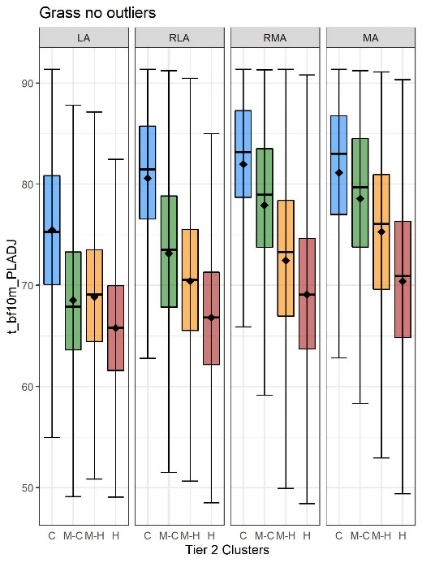 Grass no outliers
LA RLA RMA MA
t_bf10m_PLADJ
90
80
70
60
50
C M-C M-H H C M-C M-H H C M-C M-H H C M-C M-H H
Tier 2 Clusters